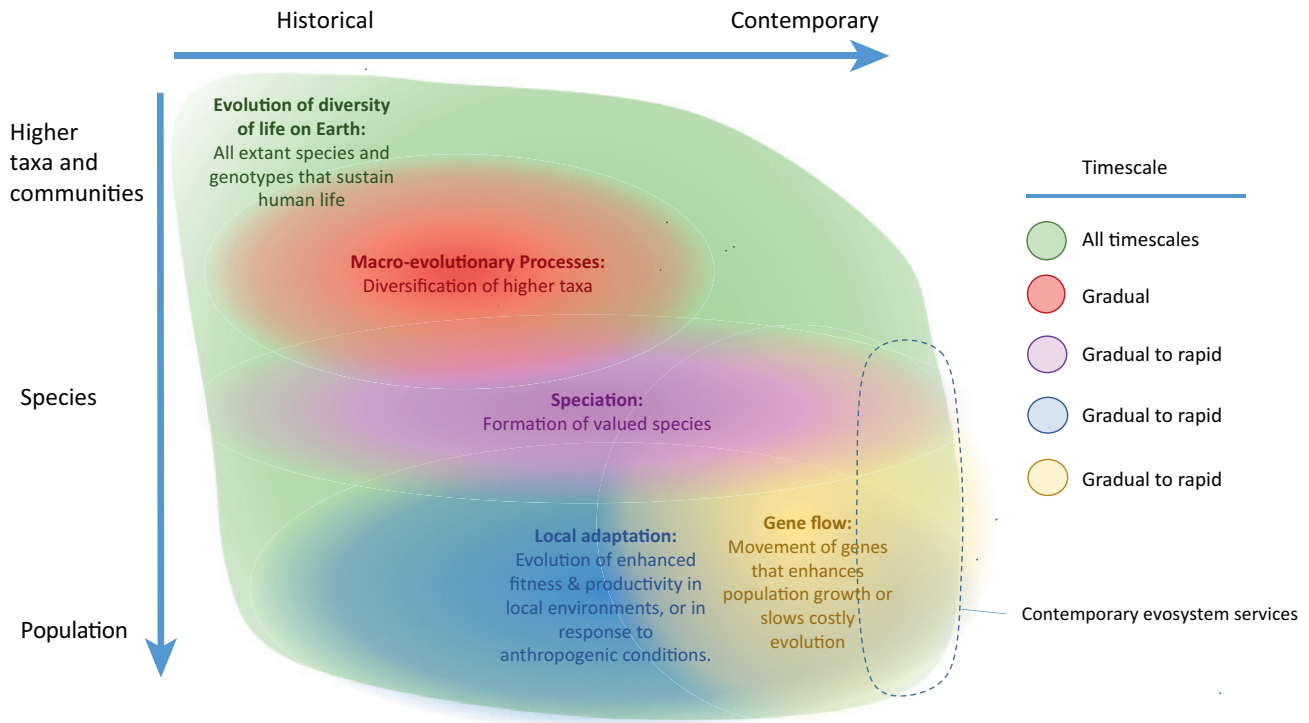 Historical
Contemporary
Higher
taxa and
communities
Species
Population
Evolution of diversity
of life on Earth:
All extant species and
genotypes that sustain
human life
Macro-evolutionary Processes:
Diversification of higher taxa
Speciation:
Formation of valued species
Local adaptation:
Evolution of enhanced
fitness & productivity in
local environments, or in
response to
anthropogenic conditions.
Gene flow:
Movement of genes
that enhances
population growth or
slows costly
evolution
Timescale
All timescales
Gradual
Gradual to rapid
Gradual to rapid
Gradual to rapid
Contemporary evosystem services